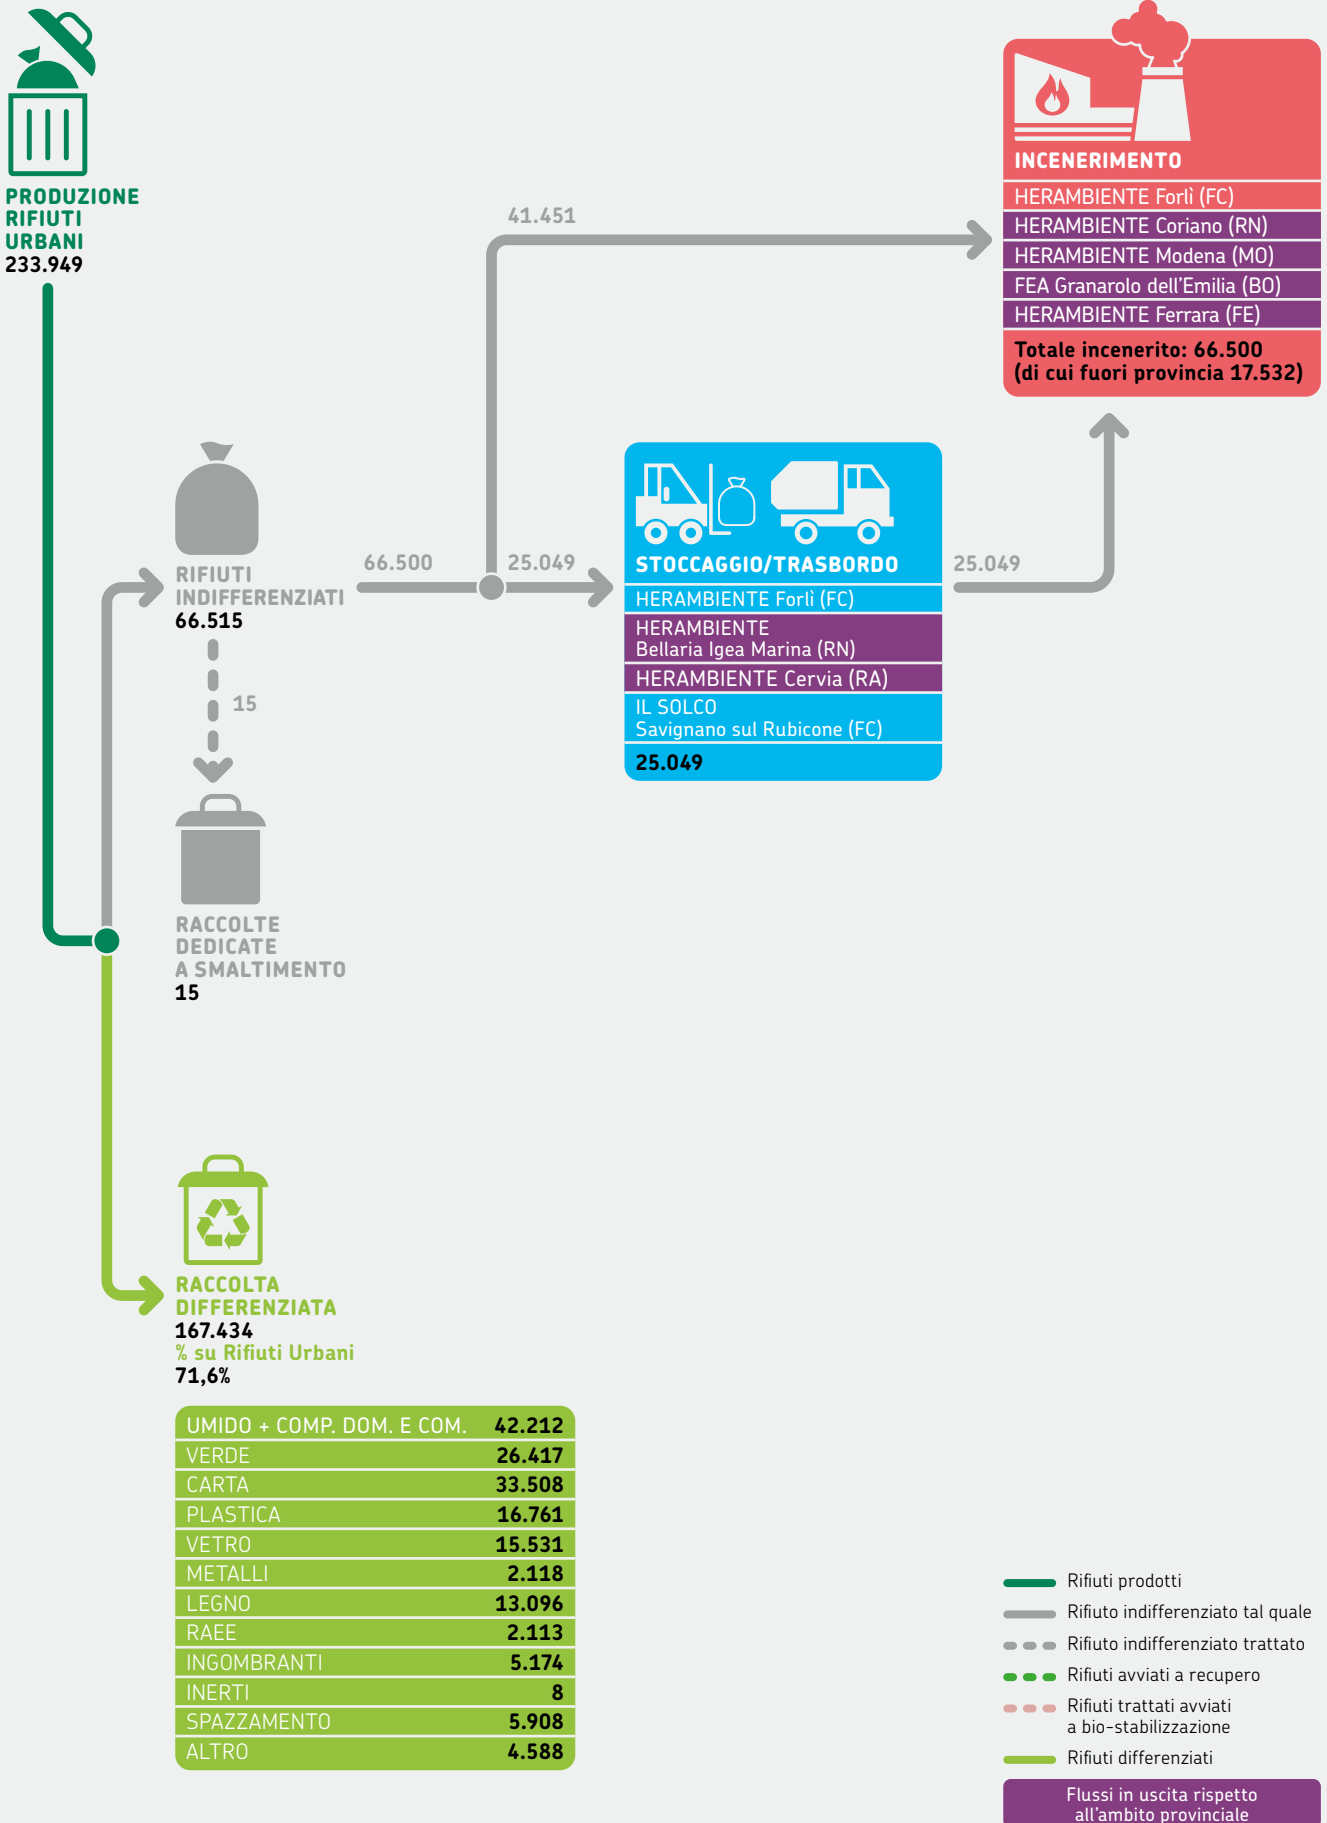 PRODUZIONE
RIFIUTI
URBANI
233.949
INCENERIMENTO
HERAMBIENTE Forlì (FC)
HERAMBIENTE Coriano (RN)
HERAMBIENTE Modena (MO)
FEA Granarolo dell'Emilia (BO)
HERAMBIENTE Ferrara (FE)
Totale incenerito: 66.500
(di cui fuori provincia 17.532)
41.451
RIFIUTI
INDIFFERENZIATI
66.515
66.500
25.049
STOCCAGGIO/TRASBORDO
HERAMBIENTE Forlì (FC)
HERAMBIENTE
Bellaria Igea Marina (RN)
HERAMBIENTE Cervia (RA)
IL SOLCO
Savignano sul Rubicone (FC)
25.049
25.049
15
RACCOLTE
DEDICATE
A SMALTIMENTO
15
RACCOLTA
DIFFERENZIATA
167.434
% su Rifiuti Urbani
71,6%
UMIDO + COMP. DOM. E COM. 42.212
VERDE 26.417
CARTA 33.508
PLASTICA 16.761
VETRO 15.531
METALLI 2.118
LEGNO 13.096
RAEE 2.113
INGOMBRANTI 5.174
INERTI 8
SPAZZAMENTO 5.908
ALTRO 4.588
Rifiuti prodotti
Rifiuto indifferenziato tal quale
Rifiuto indifferenziato trattato
Rifiuti avviati a recupero
Rifiuti trattati avviati
a bio-stabilizzazione
Rifiuti differenziati
Flussi in uscita rispetto
all'ambito provinciale